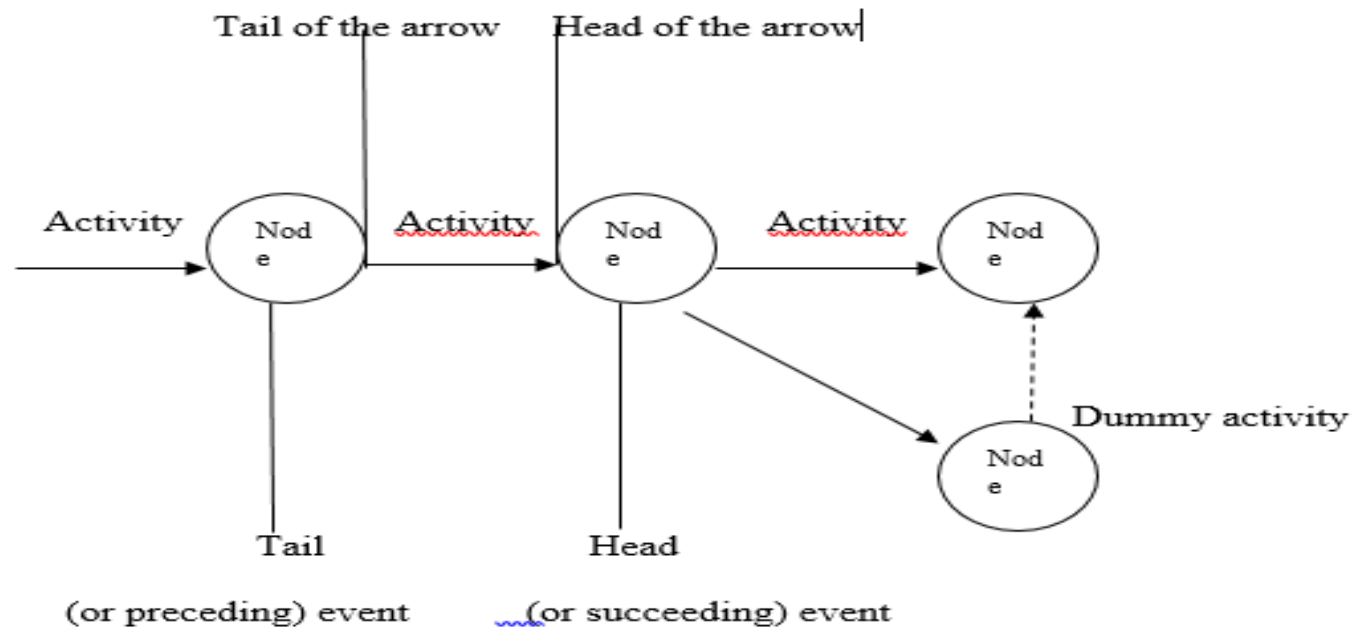 Tail of the arrow
Head of the arrow
Activity
Nod
e
Activity
Nod
e
Activity
Nod
e
Dummy activity
Nod
e
Tail
Head
(or preceding) event
(or succeeding) event